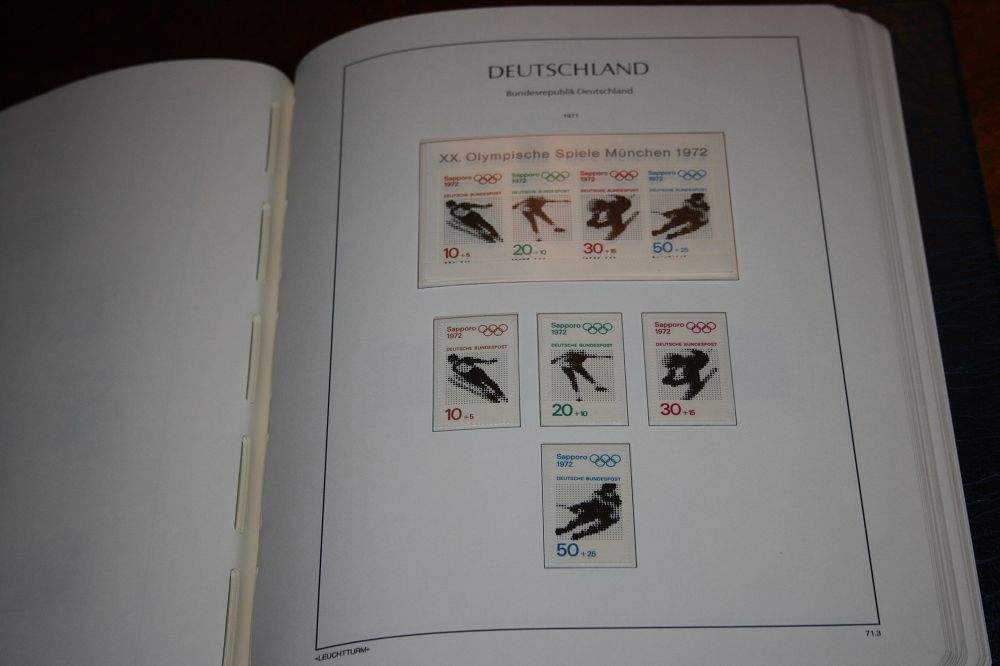 DEUTSCHLAND
Bundesrepublik Deutschland
1971
XX. Olympische Spiele München 1972
Sapporo 1972 Sapporo 1972 Sapporo 1972 Sapporo 1972
DEUTSCHE BUNDESPOST DEUTSCHE BUNDESPOST DEUTSCHE BUNDESPOST DEUTSCHE BUNDESPOST
10+5 20+10 30+15 50+25
Sapporo 1972 Sapporo 1972 Sapporo 1972
DEUTSCHE BUNDESPOST DEUTSCHE BUNDESPOST DEUTSCHE BUNDESPOST
10+5 20+10 30+15
Sapporo
1972
DEUTSCHE BUNDESPOST
50+25
«LEUCHTTURM»
71.3